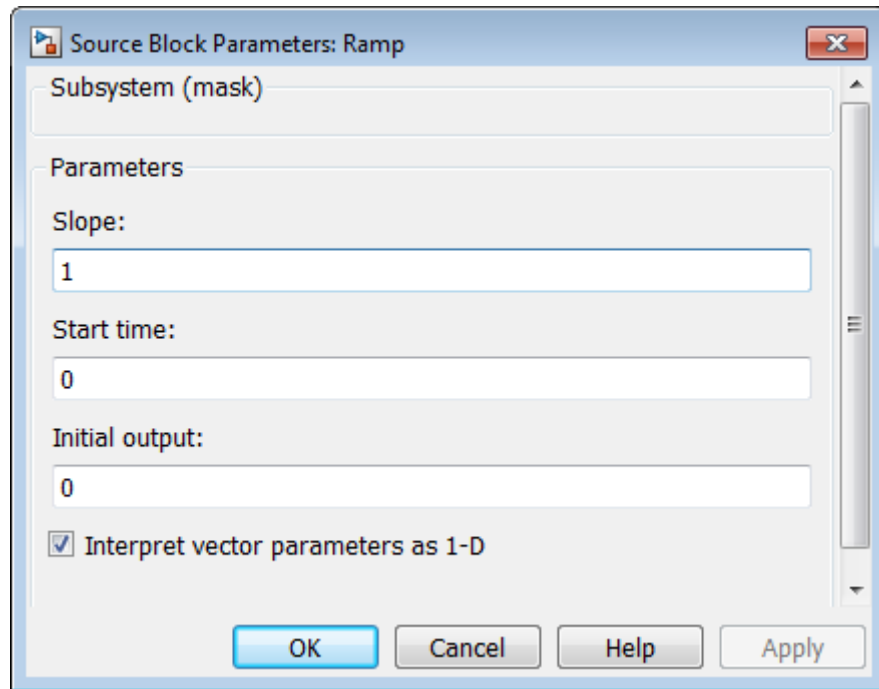 Source Block Parameters: Ramp
Subsystem (mask)
Parameters
Slope:
1
Start time:
0
Initial output:
0
Interpret vector parameters as 1-D
OK Cancel Help Apply